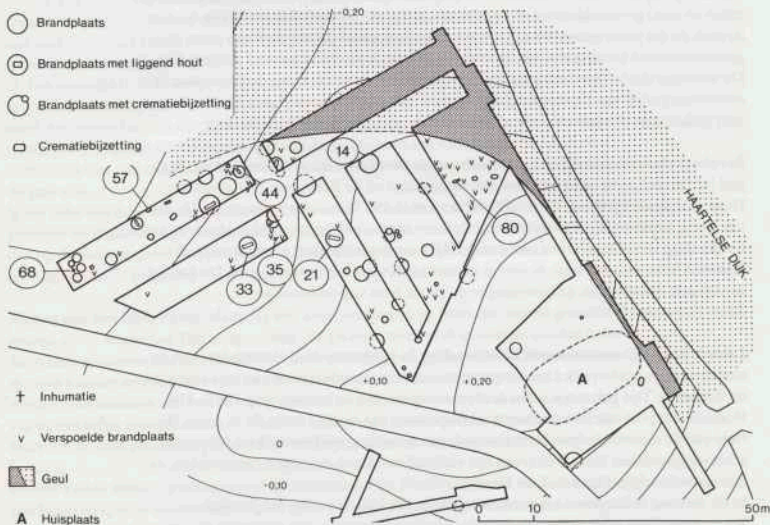 Brandplaats
Brandplaats met liggend hout
Brandplaats met crematiebijzetting
Crematiebijzetting
-0,20
57
14
44
68
80
35
33
21
HAARTELSE DIJK
+0,10
+0,20
A
0
-0,10
Inhumatie
v Verspoelde brandplaats
Geul
A Huisplaats
0 10 50m